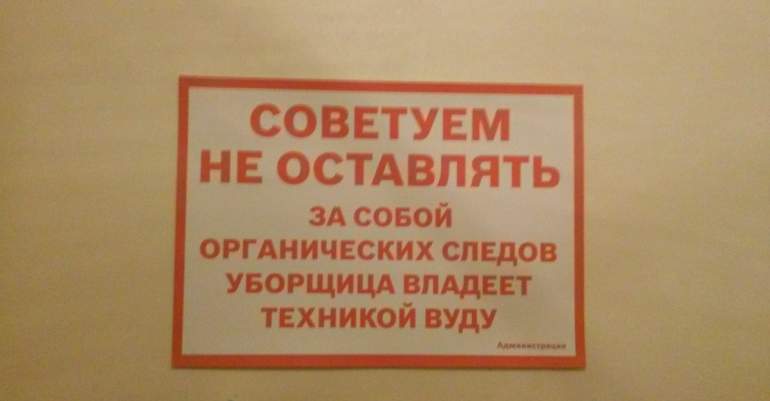 СОВЕТУЕМ
НЕ ОСТАВЛЯТЬ
ЗА СОБОЙ
ОРГАНИЧЕСКИХ СЛЕДОВ
УБОРЩИЦА ВЛАДЕЕТ
ТЕХНИКОЙ ВУДУ
Администрация